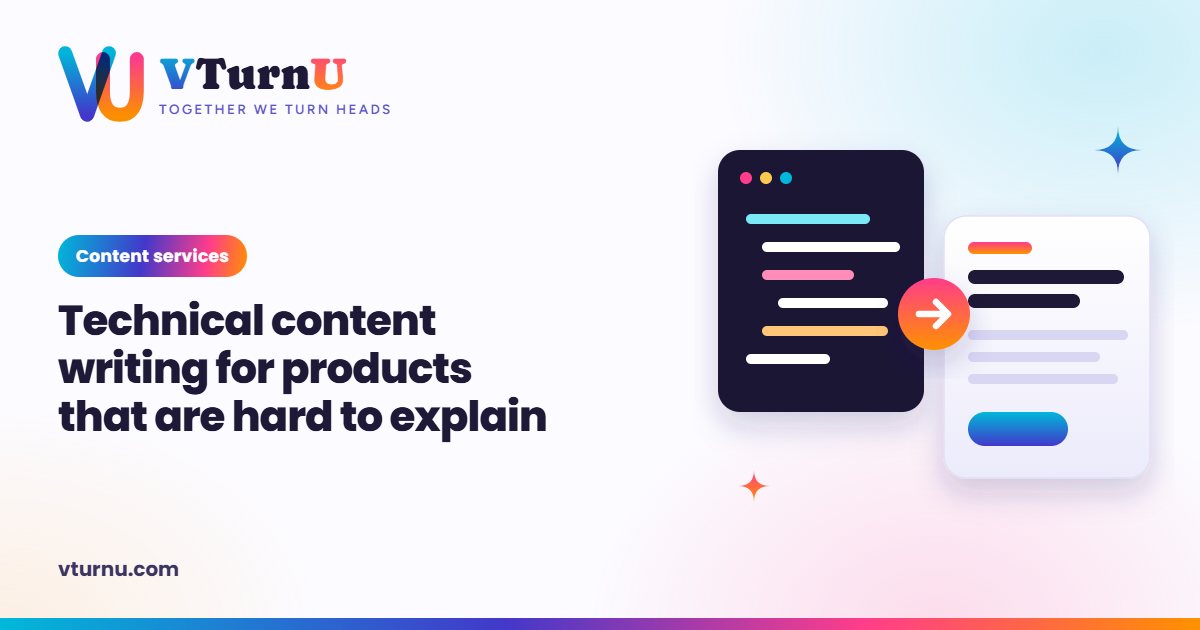 VU
VTurnU
TOGETHER WE TURN HEADS
Content services
Technical content
writing for products
that are hard to explain
vturnu.com